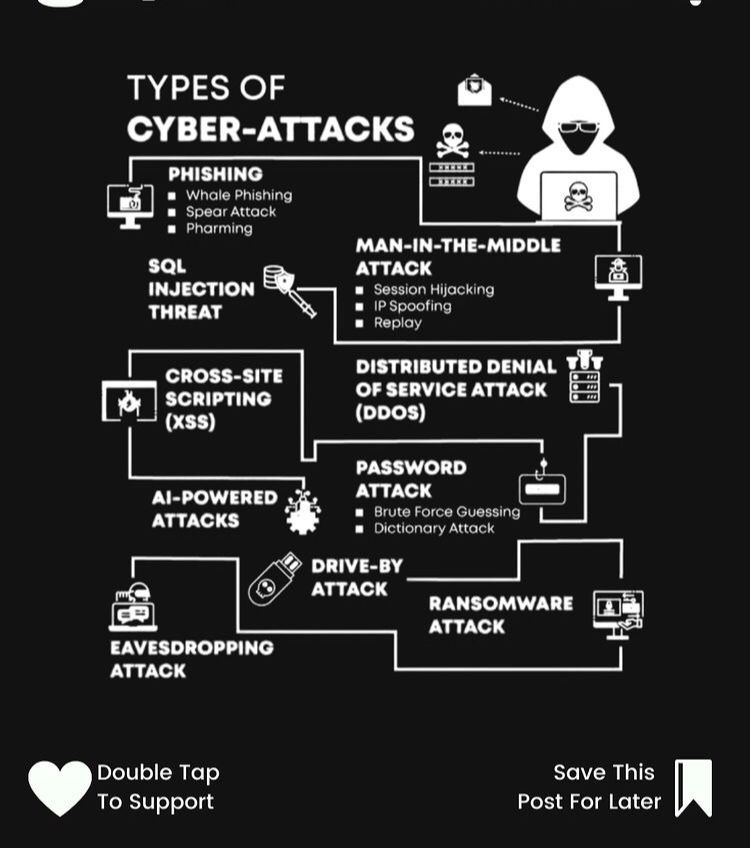 TYPES OF
CYBER-ATTACKS
PHISHING
Whale Phishing
Spear Attack
Pharming
MAN-IN-THE-MIDDLE
ATTACK
Session Hijacking
IP Spoofing
Replay
SQL
INJECTION
THREAT
CROSS-SITE
SCRIPTING
(XSS)
DISTRIBUTED DENIAL
OF SERVICE ATTACK
(DDOS)
PASSWORD
ATTACK
Brute Force Guessing
Dictionary Attack
AI-POWERED
ATTACKS
DRIVE-BY
ATTACK
RANSOMWARE
ATTACK
EAVESDROPPING
ATTACK
Double Tap
To Support
Save This
Post For Later